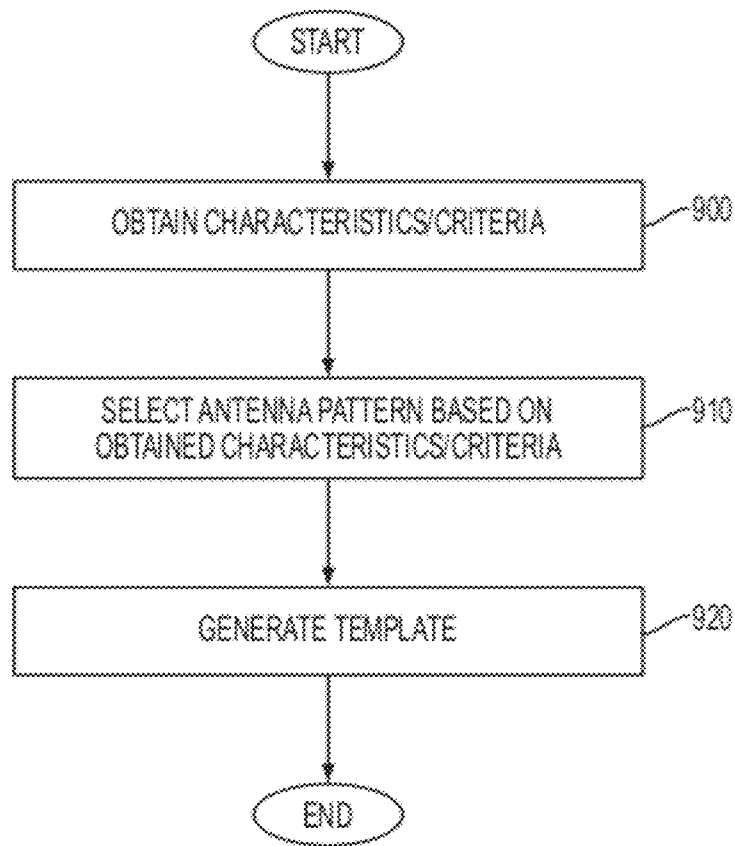 START
OBTAIN CHARACTERISTICS/CRITERIA
900
SELECT ANTENNA PATTERN BASED ON
OBTAINED CHARACTERISTICS/CRITERIA
910
GENERATE TEMPLATE
920
END